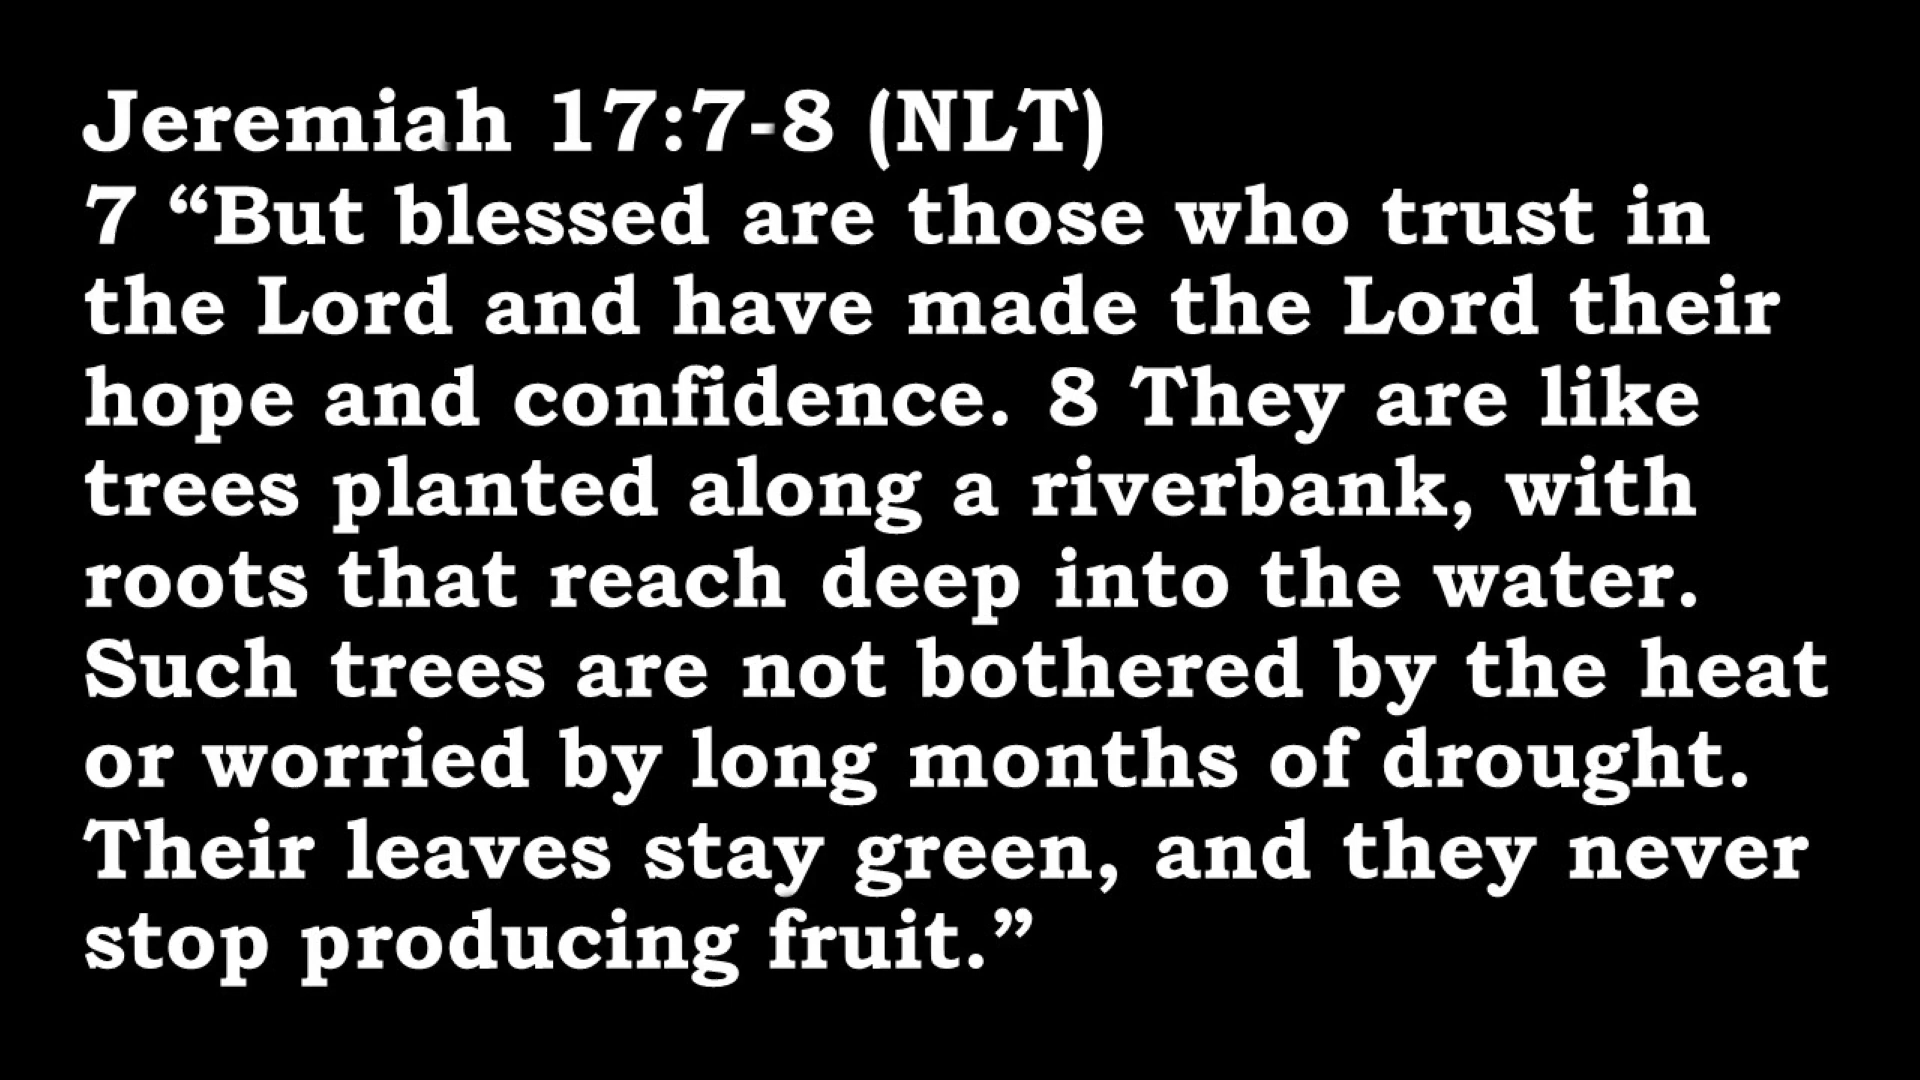 Jeremiah 17:7-8 (NLT)
7 “But blessed are those who trust in
the Lord and have made the Lord their
hope and confidence. 8 They are like
trees planted along a riverbank, with
roots that reach deep into the water.
Such trees are not bothered by the heat
or worried by long months of drought.
Their leaves stay green, and they never
stop producing fruit.”